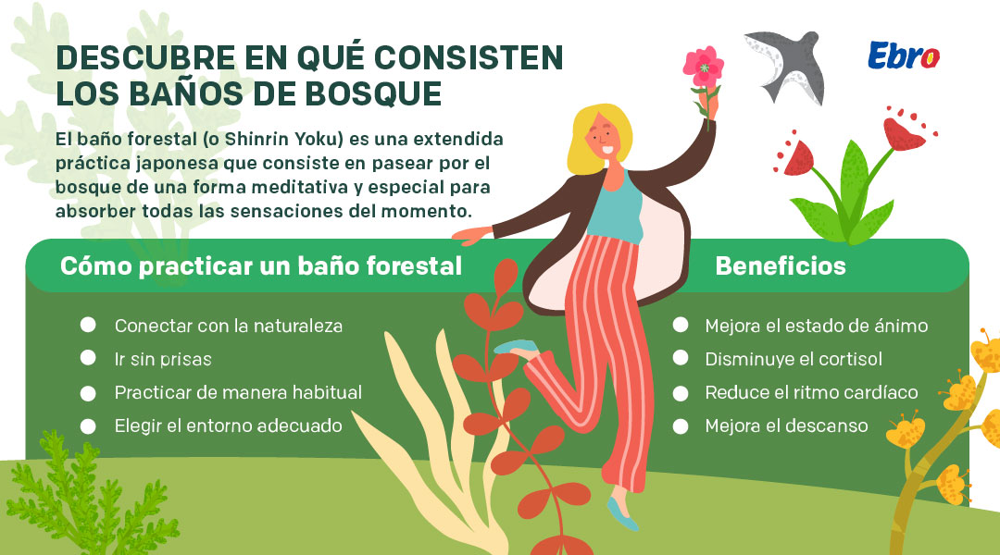 DESCUBRE EN QUÉ CONSISTEN
LOS BAÑOS DE BOSQUE
El baño forestal (o Shinrin Yoku) es una extendida
práctica japonesa que consiste en pasear por el
bosque de una forma meditativa y especial para
absorber todas las sensaciones del momento.
Ebro
Cómo practicar un baño forestal
Conectar con la naturaleza
Ir sin prisas
Practicar de manera habitual
Elegir el entorno adecuado
Beneficios
Mejora el estado de ánimo
Disminuye el cortisol
Reduce el ritmo cardíaco
Mejora el descanso